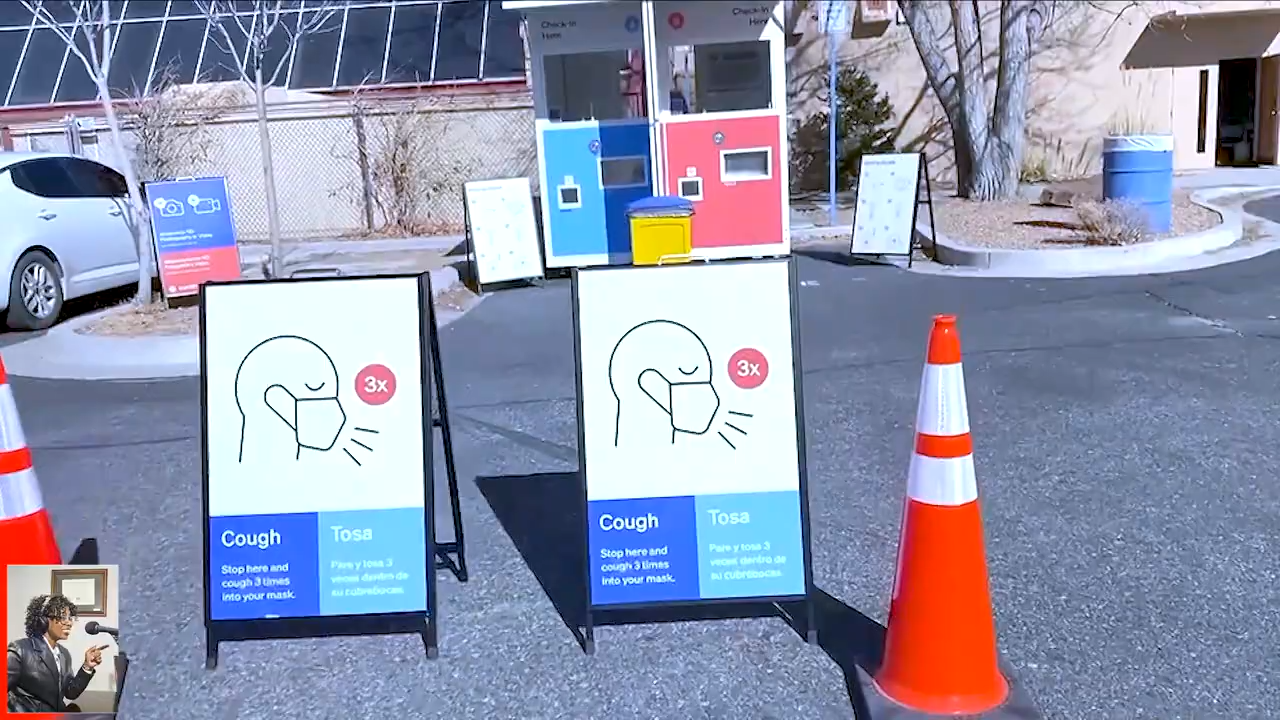 Check-In
Here
Check-In
Here
3x
3x
Cough
Stop here and
cough 3 times
into your mask.
Tosa
Pare y tosa 3
veces dentro de
su cubrebocas.
Cough
Stop here and
cough 3 times
into your mask.
Tosa
Pare y tosa 3
veces dentro de
su cubrebocas.